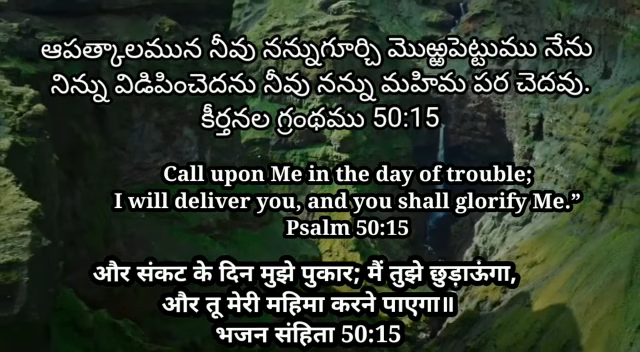 ఆపత్కాలమున నీవు నన్నుగూర్చి మొఱ్ఱపెట్టుము నేను
నిన్ను విడిపించెదను నీవు నన్ను మహిమ పర చెదవు.
కీర్తనల గ్రంథము 50:15
Call upon Me in the day of trouble;
I will deliver you, and you shall glorify Me.”
Psalm 50:15
और संकट के दिन मुझे पुकार; मैं तुझे छुड़ाऊंगा,
और तू मेरी महिमा करने पाएगा॥
भजन संहिता 50:15